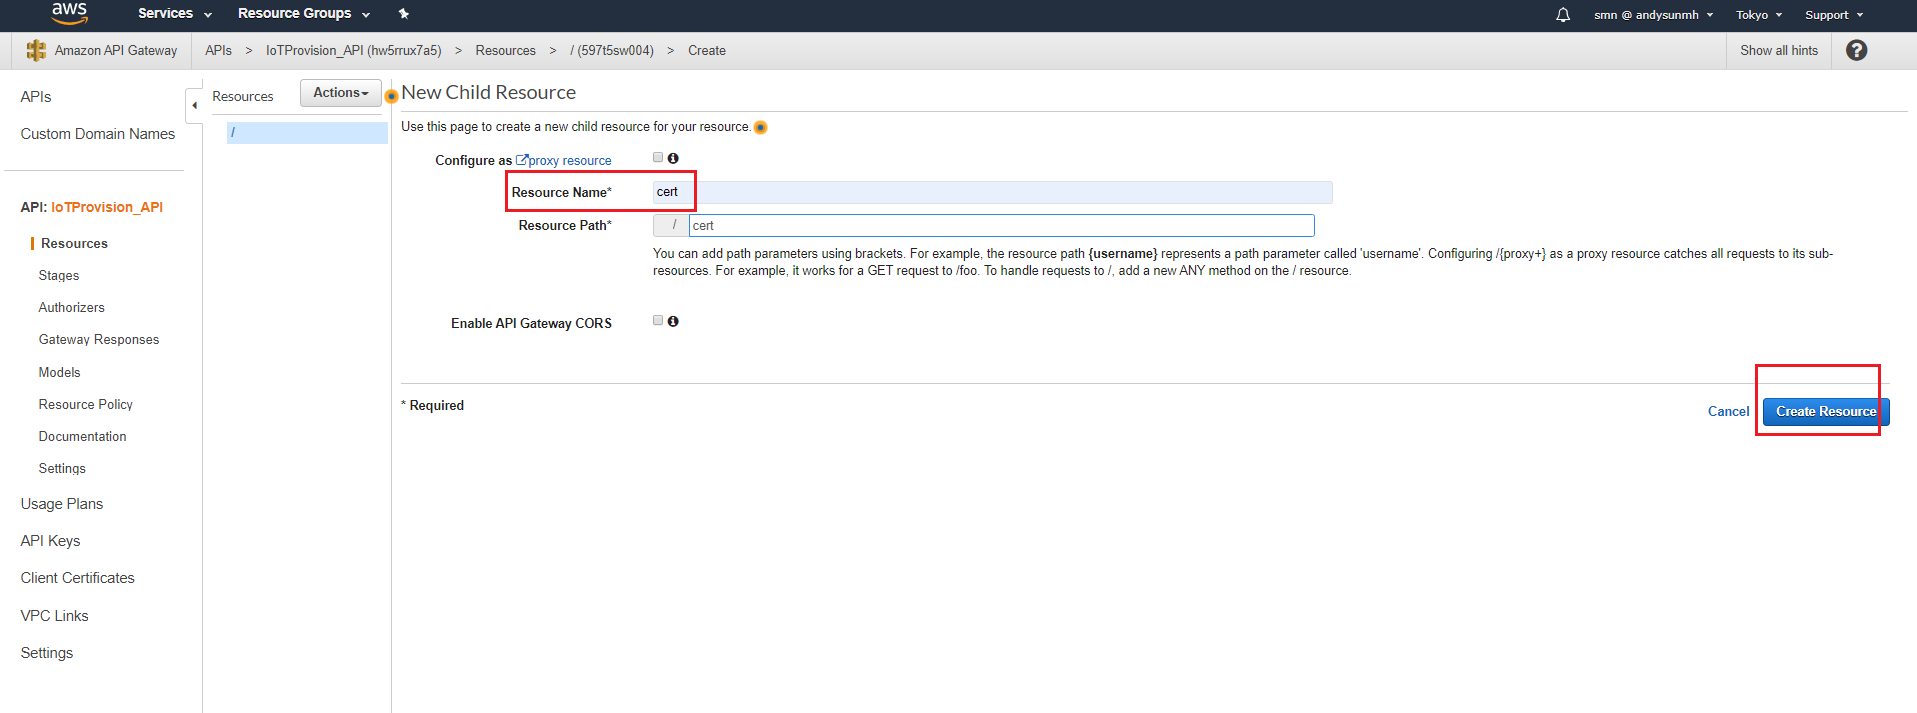 aws Services Resource Groups smn @ andysunmh Tokyo Support
Amazon API Gateway APIs > IoTProvision_API (hw5rrux7a5) > Resources > / (597t5sw004) > Create Show all hints ?
APIs
Custom Domain Names
API: IoTProvision_API
Resources
Stages
Authorizers
Gateway Responses
Models
Resource Policy
Documentation
Settings
Usage Plans
API Keys
Client Certificates
VPC Links
Settings
Resources Actions
/
New Child Resource
Use this page to create a new child resource for your resource.
Configure as proxy resource
Resource Name* cert
Resource Path* / cert
You can add path parameters using brackets. For example, the resource path {username} represents a path parameter called 'username'. Configuring /{proxy+} as a proxy resource catches all requests to its sub-
resources. For example, it works for a GET request to /foo. To handle requests to /, add a new ANY method on the / resource.
Enable API Gateway CORS
* Required
Cancel Create Resource